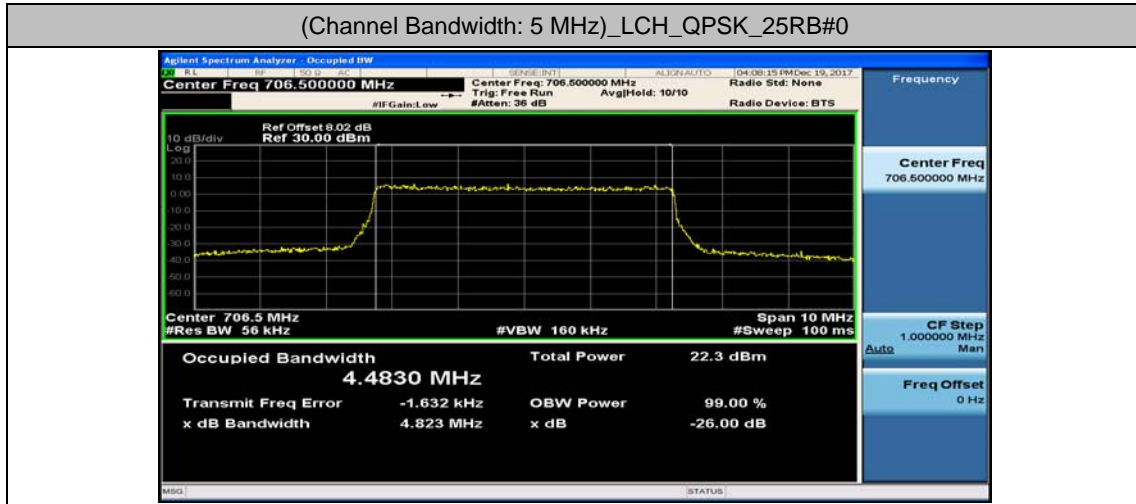 (Channel Bandwidth: 5 MHz)_LCH_QPSK_25RB#0
Agilent Spectrum Analyzer - Occupied BW
RL RF 50 Ω AC SENSE:INT ALIGN AUTO 04:08:15 PM Dec 19, 2017
Center Freq 706.500000 MHz
Center Freq: 706.500000 MHz
Radio Std: None
Trig: Free Run Avg|Hold: 10/10
#IFGain:Low
#Atten: 36 dB
Radio Device: BTS
Frequency
Ref Offset 8.02 dB
10 dB/div Ref 30.00 dBm
Log
20.0
10.0
0.00
-10.0
-20.0
-30.0
-40.0
-50.0
-60.0
Center Freq
706.500000 MHz
Center 706.5 MHz Span 10 MHz
#Res BW 56 kHz #VBW 160 kHz #Sweep 100 ms
CF Step
1.000000 MHz
Auto Man
Occupied Bandwidth Total Power 22.3 dBm
4.4830 MHz
Transmit Freq Error -1.632 kHz OBW Power 99.00 %
x dB Bandwidth 4.823 MHz x dB -26.00 dB
Freq Offset
0 Hz
MSG STATUS